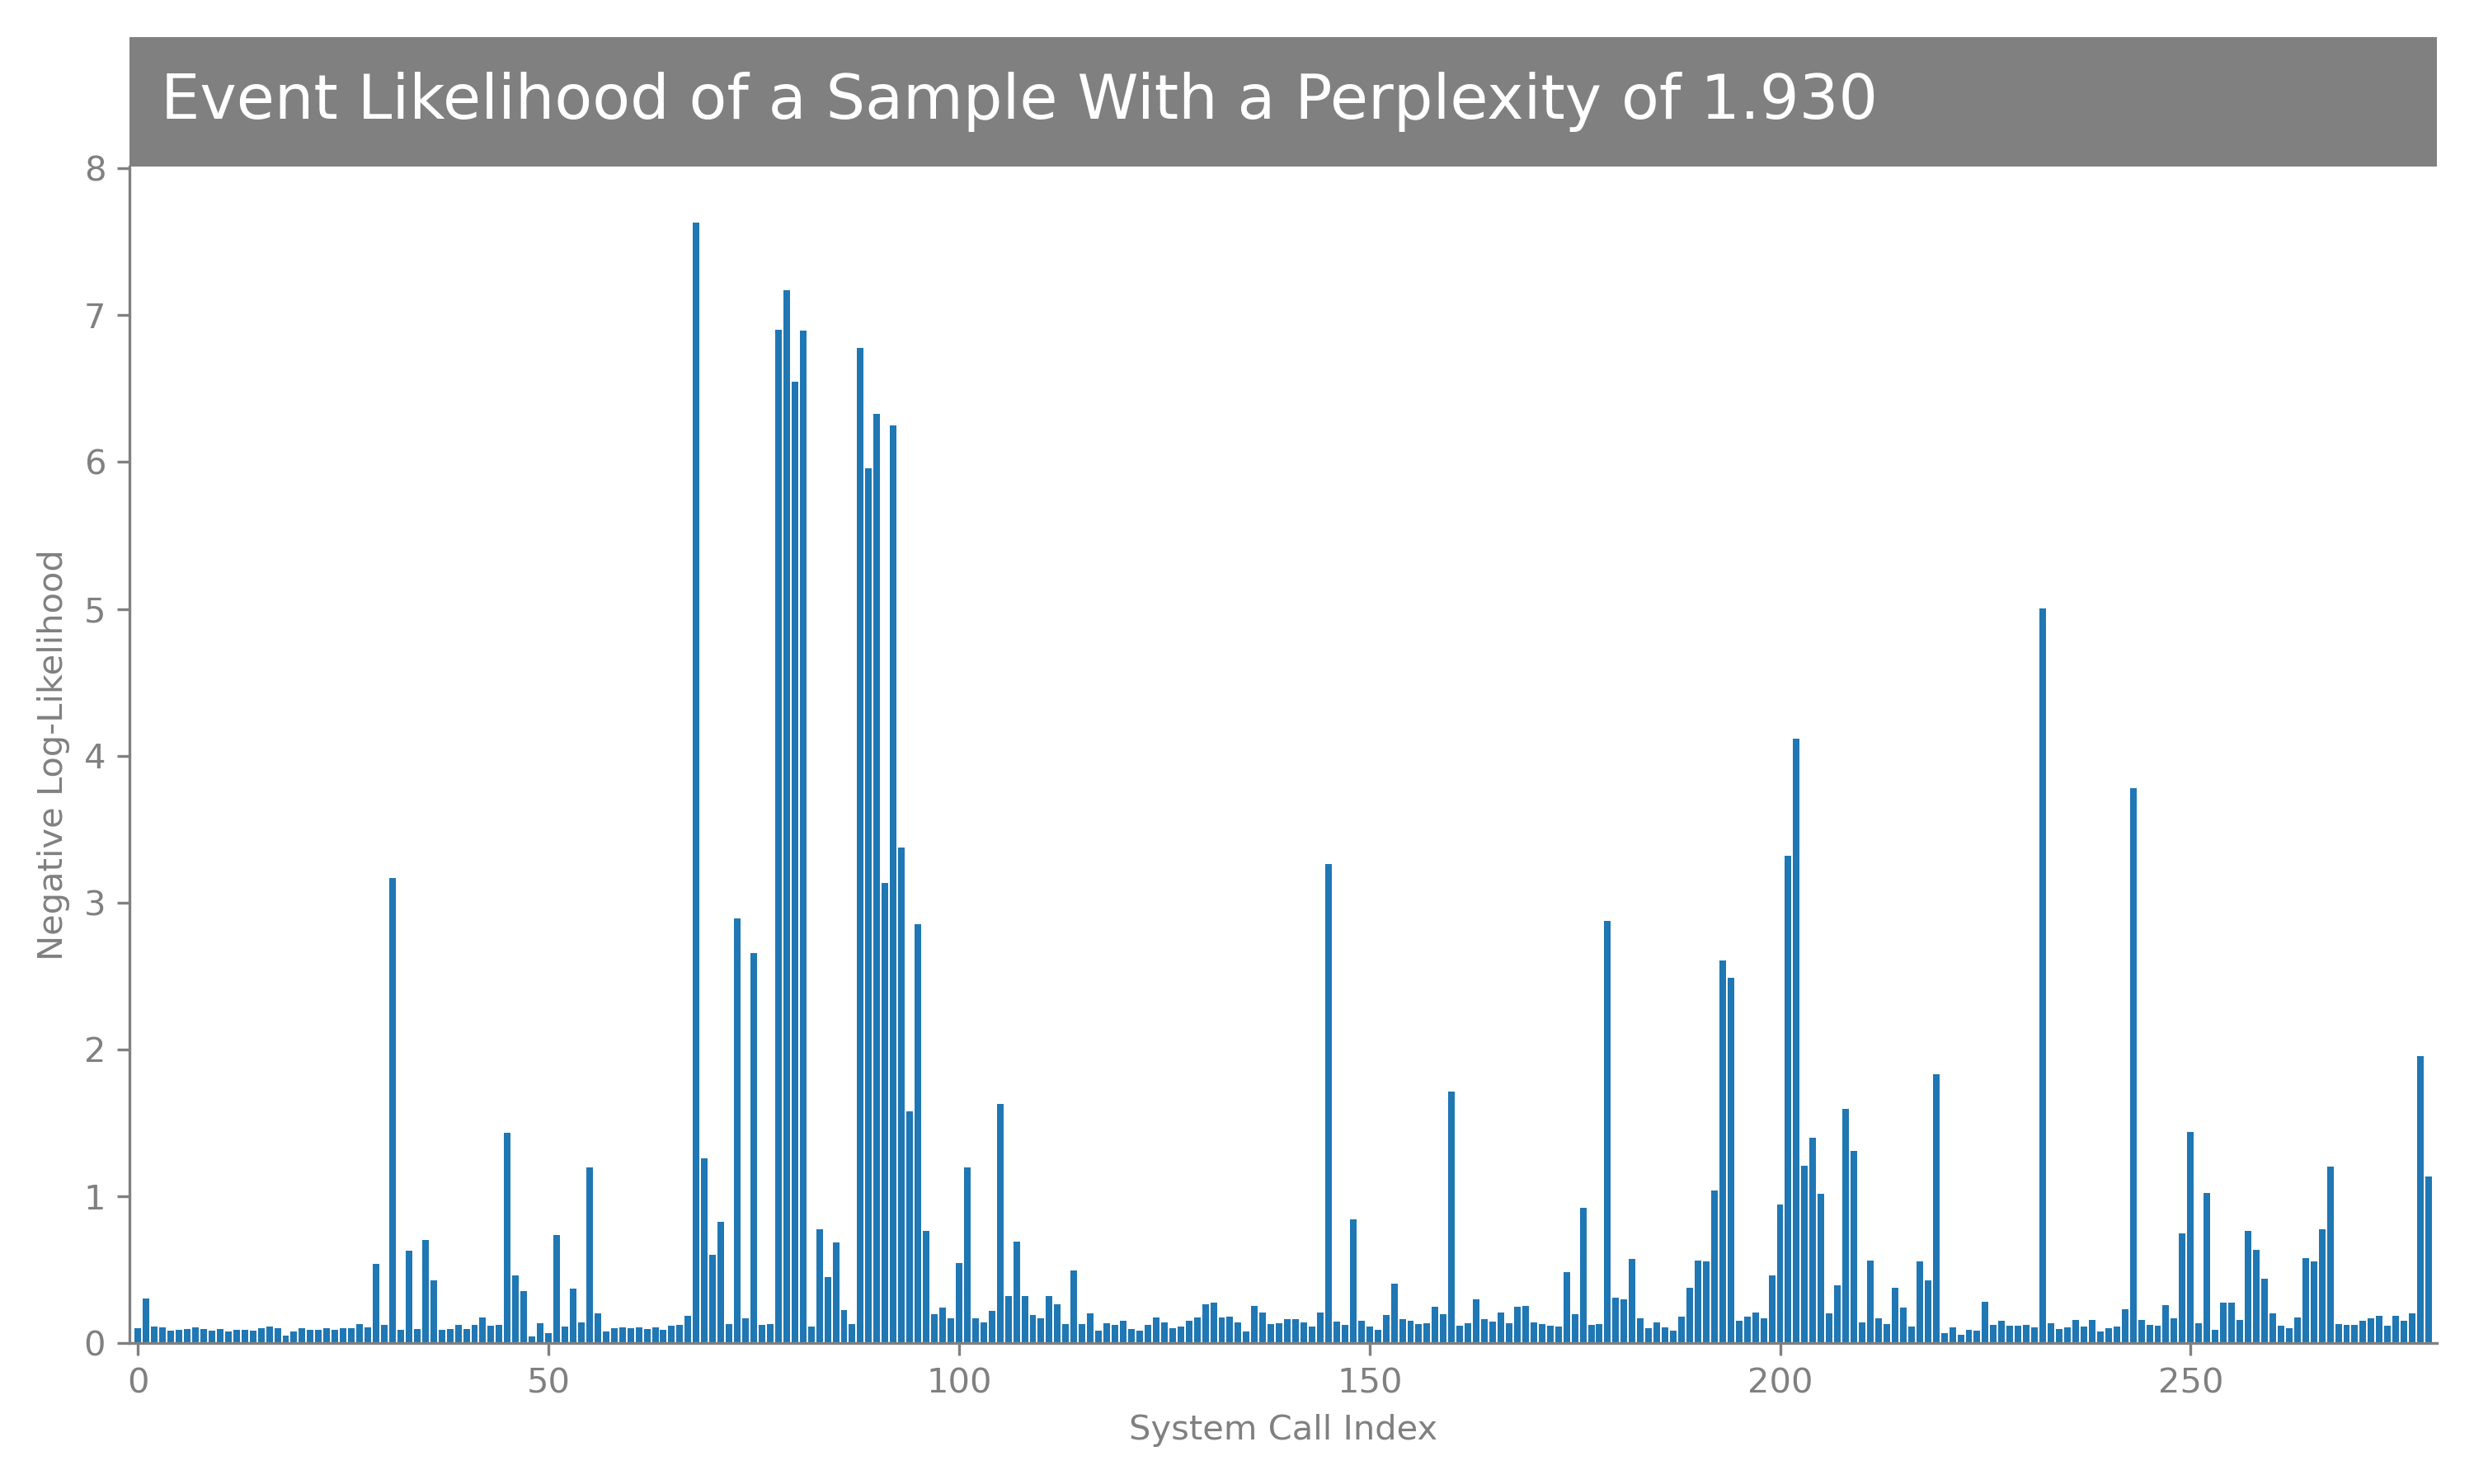 Event Likelihood of a Sample With a Perplexity of 1.930
8
7
6
5
4
3
2
1
0
Negative Log-Likelihood
0 50 100 150 200 250
System Call Index